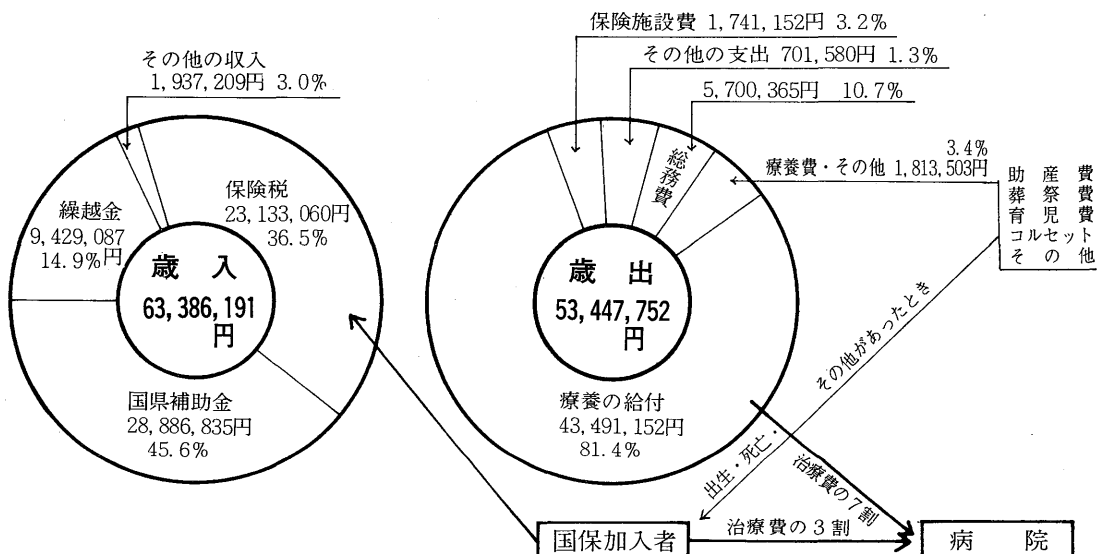 その他の収入
1,937,209円 3.0%
保険税
23,133,060円
36.5%
繰越金
9,429,087
円
14.9%
歳 入
63,386,191
円
国県補助金
28,886,835円
45.6%
保険施設費 1,741,152円 3.2%
その他の支出 701,580円 1.3%
5,700,365円 10.7%
総務費
3.4%
療養費・その他 1,813,503円
助産費
葬祭費
育児費
コルセット
その他
歳 出
53,447,752
円
療養の給付
43,491,152円
81.4%
出生・死亡・その他があったとき
治療費の7割
国保加入者
治療費の3割
病 院